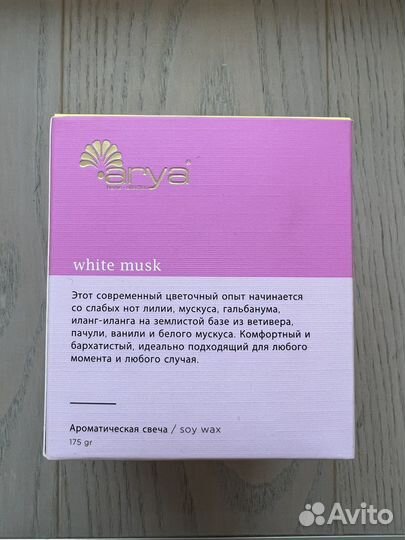 arya®
white musk
Этот современный цветочный опыт начинается
со слабых нот лилии, мускуса, гальбанума,
иланг-иланга на землистой базе из ветивера,
пачули, ванили и белого мускуса. Комфортный и
бархатистый, идеально подходящий для любого
момента и любого случая.
Ароматическая свеча / soy wax
175 gr
Avito